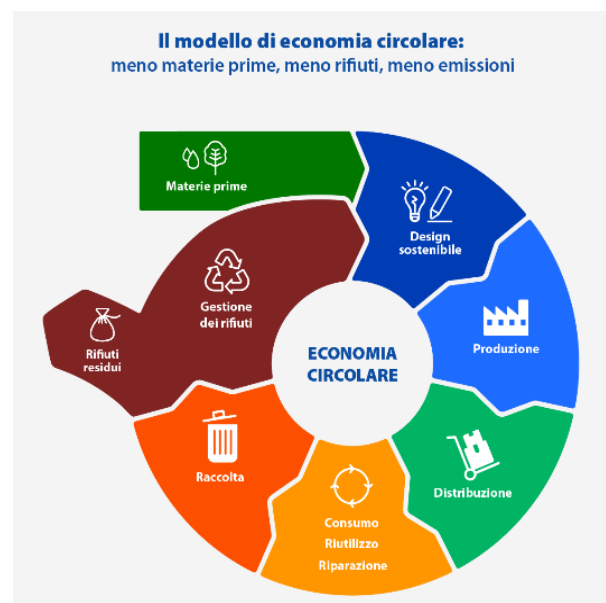 Il modello di economia circolare:
meno materie prime, meno rifiuti, meno emissioni
Materie prime
Design
sostenibile
Produzione
Distribuzione
Consumo
Riutilizzo
Riparazione
Raccolta
Gestione
dei rifiuti
Rifiuti
residui
ECONOMIA
CIRCOLARE